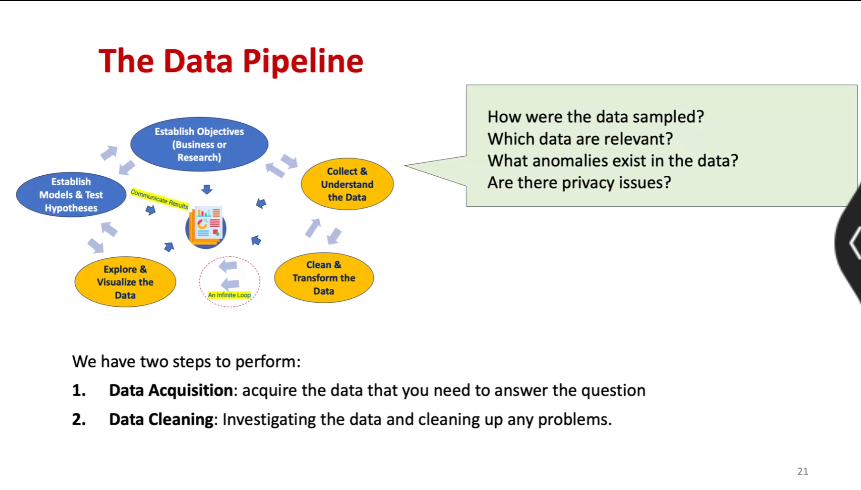 The Data Pipeline
How were the data sampled?
Which data are relevant?
What anomalies exist in the data?
Are there privacy issues?
Establish Objectives
(Business or
Research)
Collect &
Understand
the Data
Establish
Models & Test
Hypotheses
Communicate Results
Explore &
Visualize the
Data
An Infinite Loop
Clean &
Transform the
Data
We have two steps to perform:
1. Data Acquisition: acquire the data that you need to answer the question
2. Data Cleaning: Investigating the data and cleaning up any problems.
21